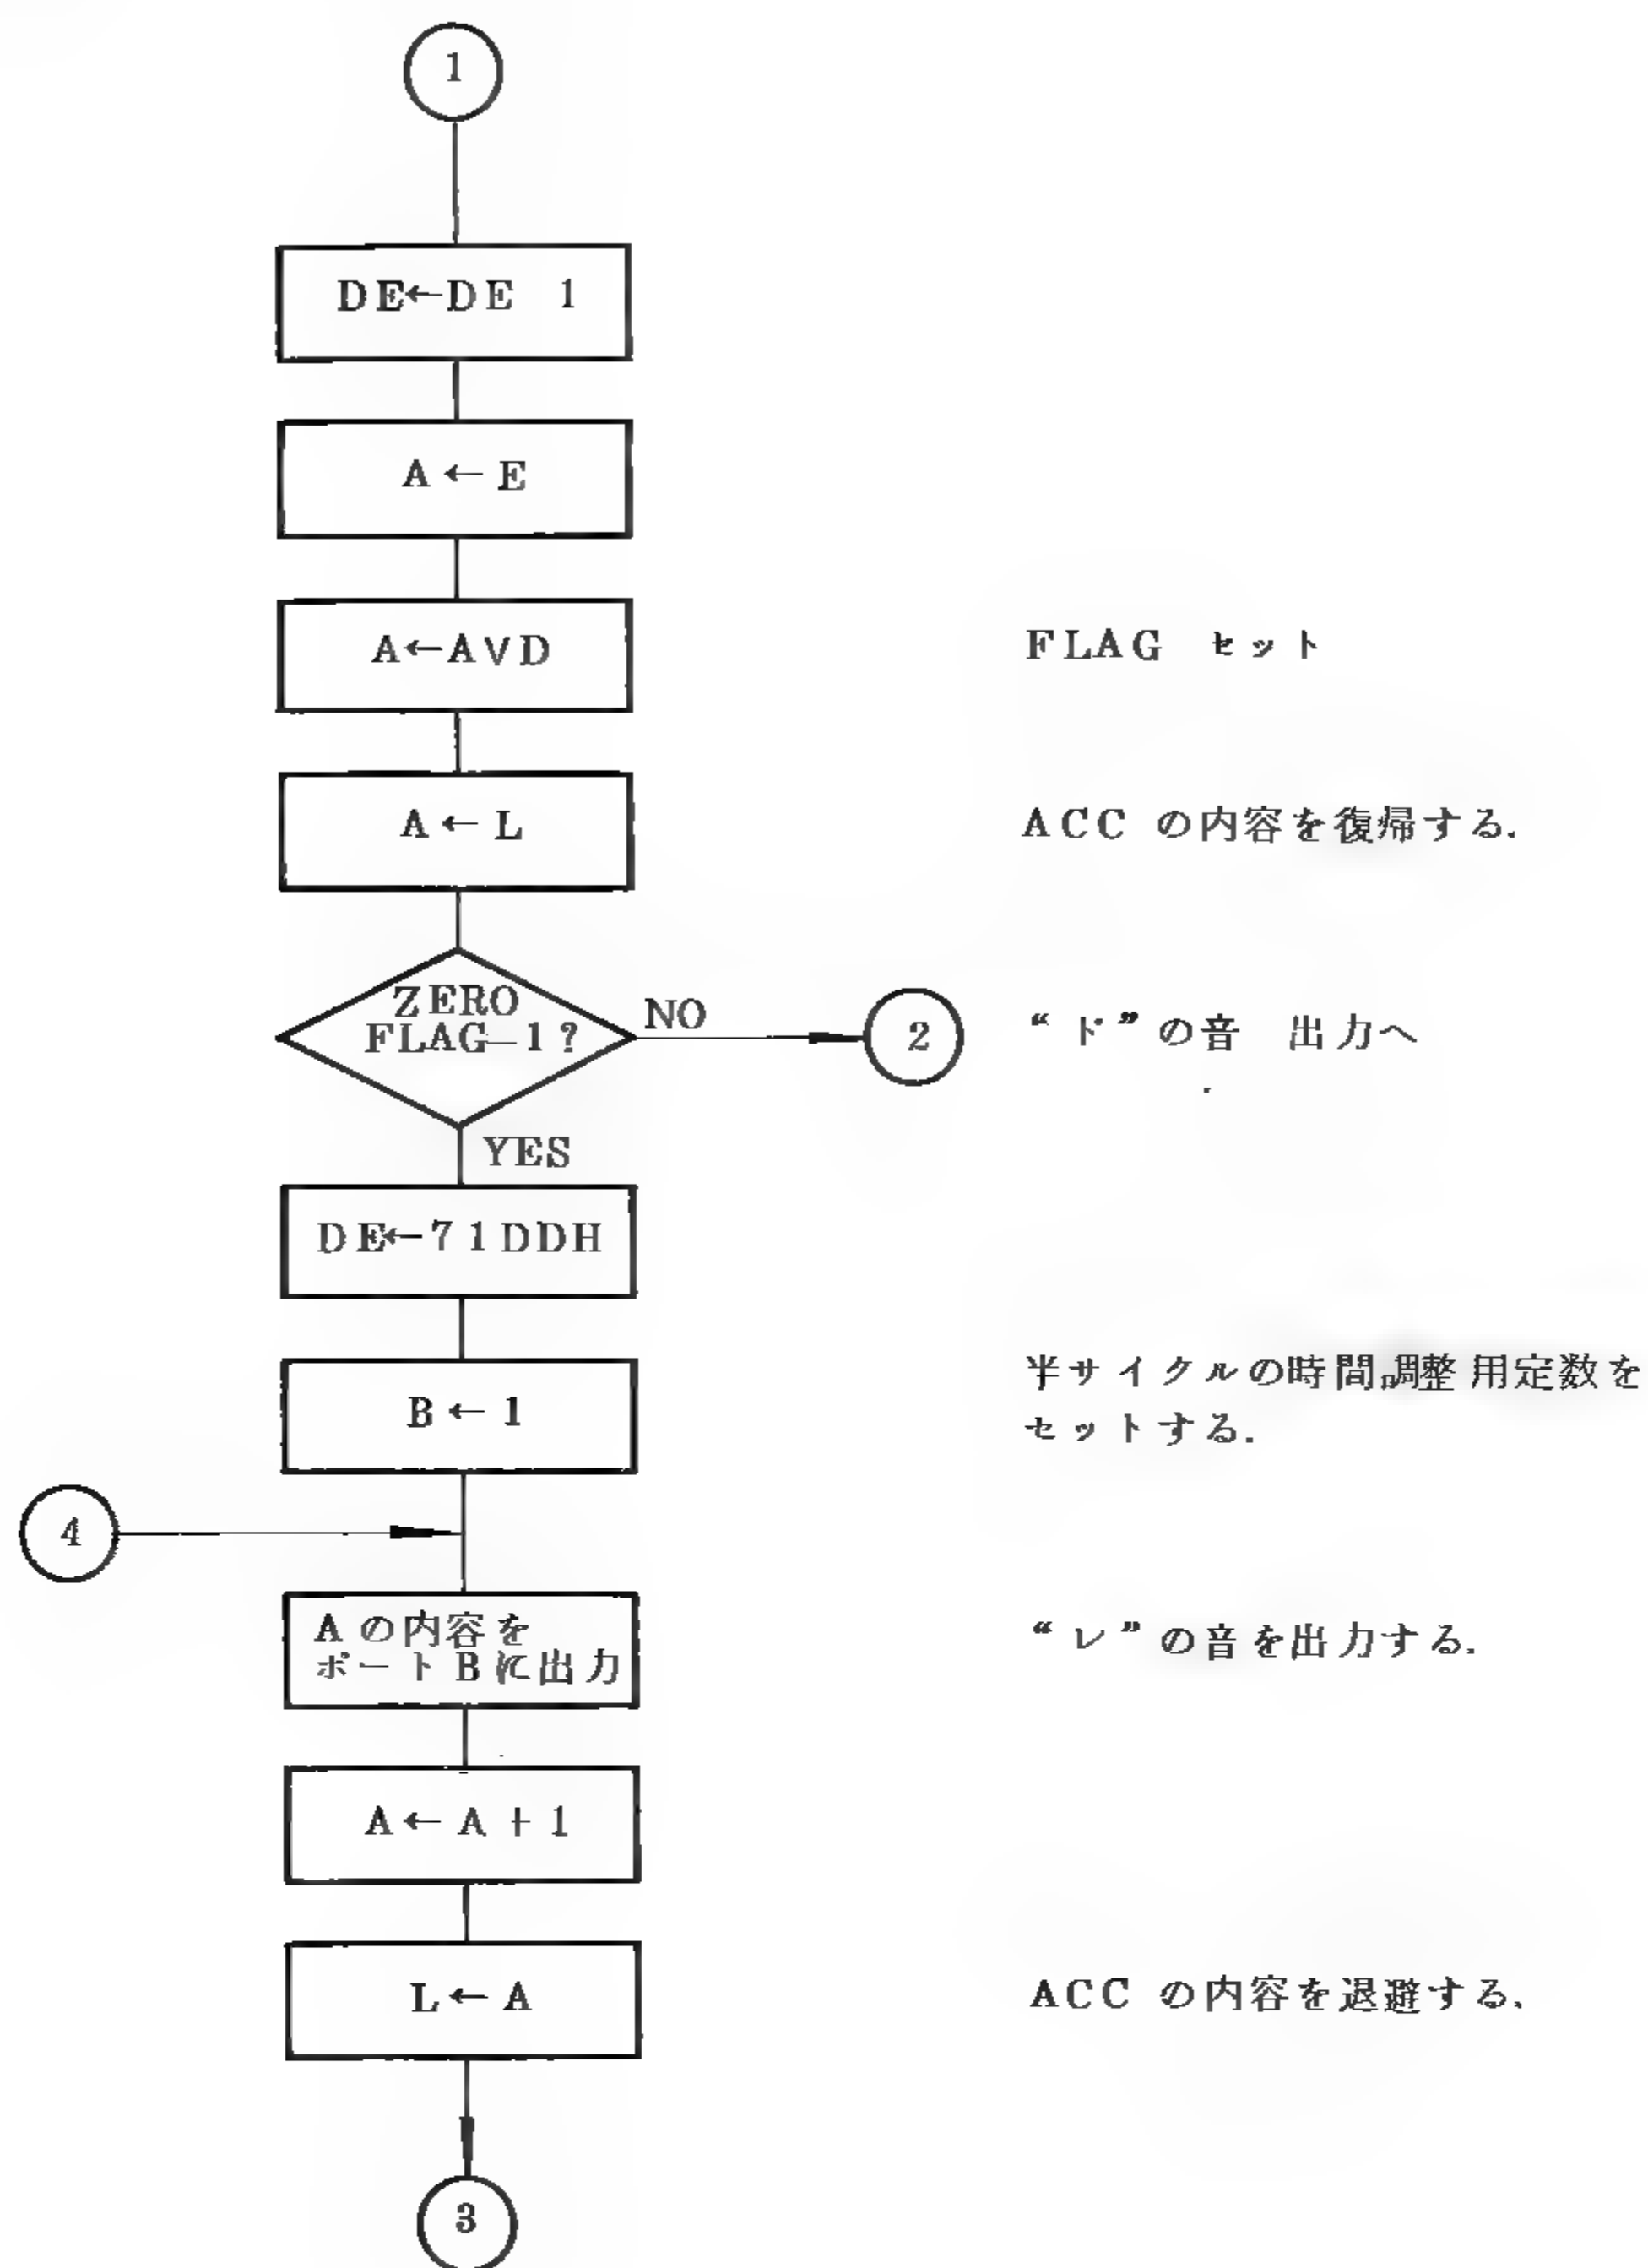 1
DE←DE 1
A←E
A←A∨D
FLAG セット
A←L
ACC の内容を復帰する.
ZERO
FLAG=1?
NO
2
“ド”の音 出力へ
YES
DE←71DDH
B←1
半サイクルの時間調整用定数を
セットする.
4
Aの内容を
ポートBに出力
“レ”の音を出力する.
A←A+1
L←A
ACC の内容を退避する.
3